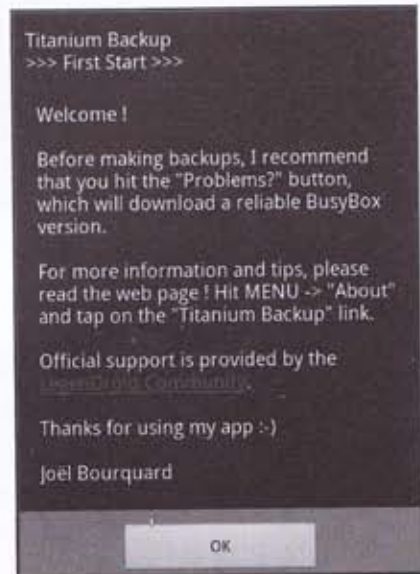 Titanium Backup
>>> First Start >>>
Welcome !
Before making backups, I recommend
that you hit the "Problems?" button,
which will download a reliable BusyBox
version.
For more information and tips, please
read the web page ! Hit MENU -> "About"
and tap on the "Titanium Backup" link.
Official support is provided by the
Community.
Thanks for using my app :-)
Joël Bourquard
OK